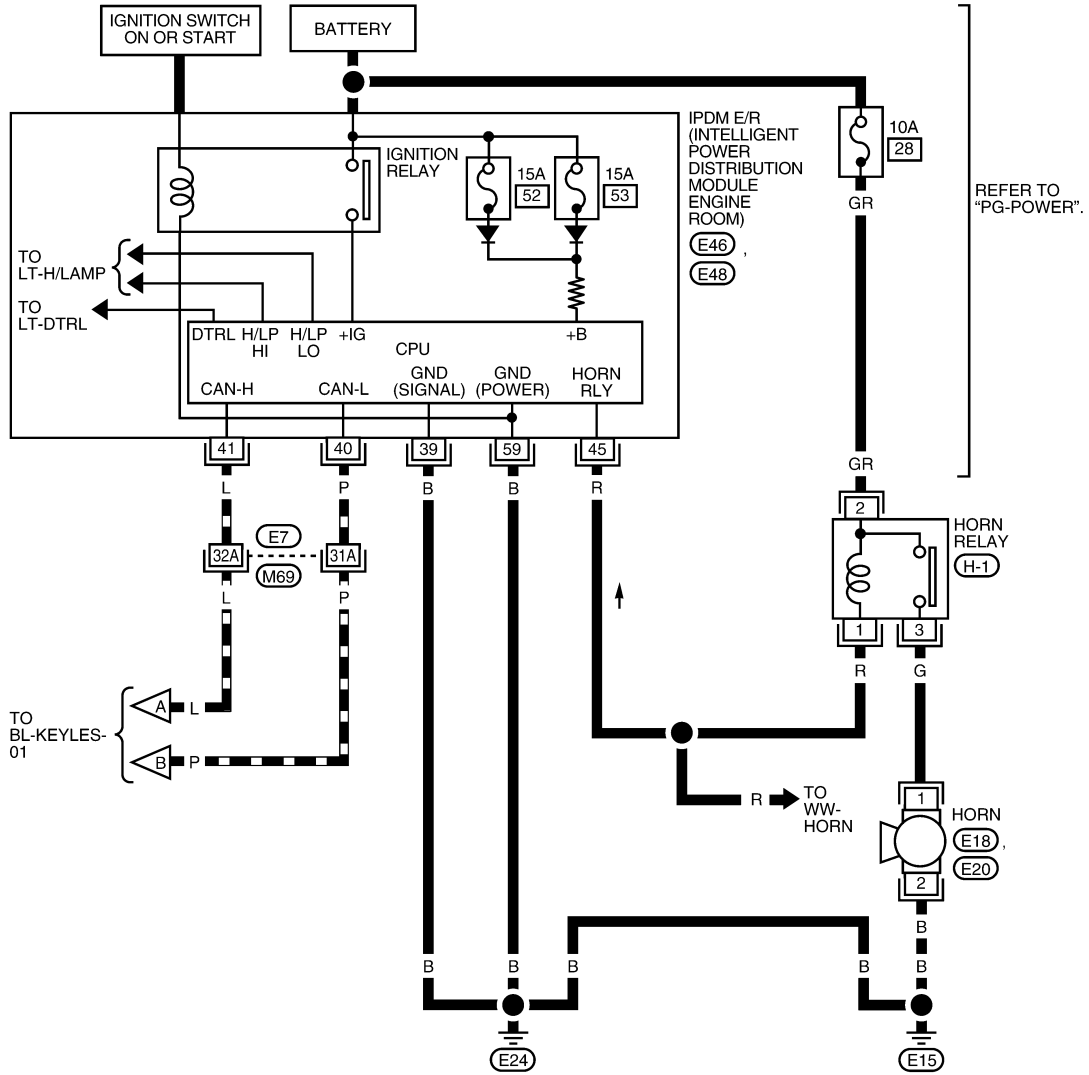 IGNITION SWITCH
ON OR START
BATTERY
IPDM E/R
(INTELLIGENT
POWER
DISTRIBUTION
MODULE
ENGINE
ROOM)
E46 ,
E48
10A
28
REFER TO
“PG-POWER”.
IGNITION
RELAY
15A
52
15A
53
GR
TO
LT-H/LAMP
TO
LT-DTRL
DTRL
H/LP
HI
H/LP
LO
+IG
+B
CPU
CAN-H
CAN-L
GND
(SIGNAL)
GND
(POWER)
HORN
RLY
41
40
39
59
45
L
P
B
B
R
GR
2
HORN
RELAY
H-1
E7
32A
31A
M69
L
P
1
3
R
G
A
L
TO
BL-KEYLES-
01
B
P
R
TO
WW-
HORN
1
HORN
E18 ,
E20
2
B
B
B
B
B
B
E24
E15